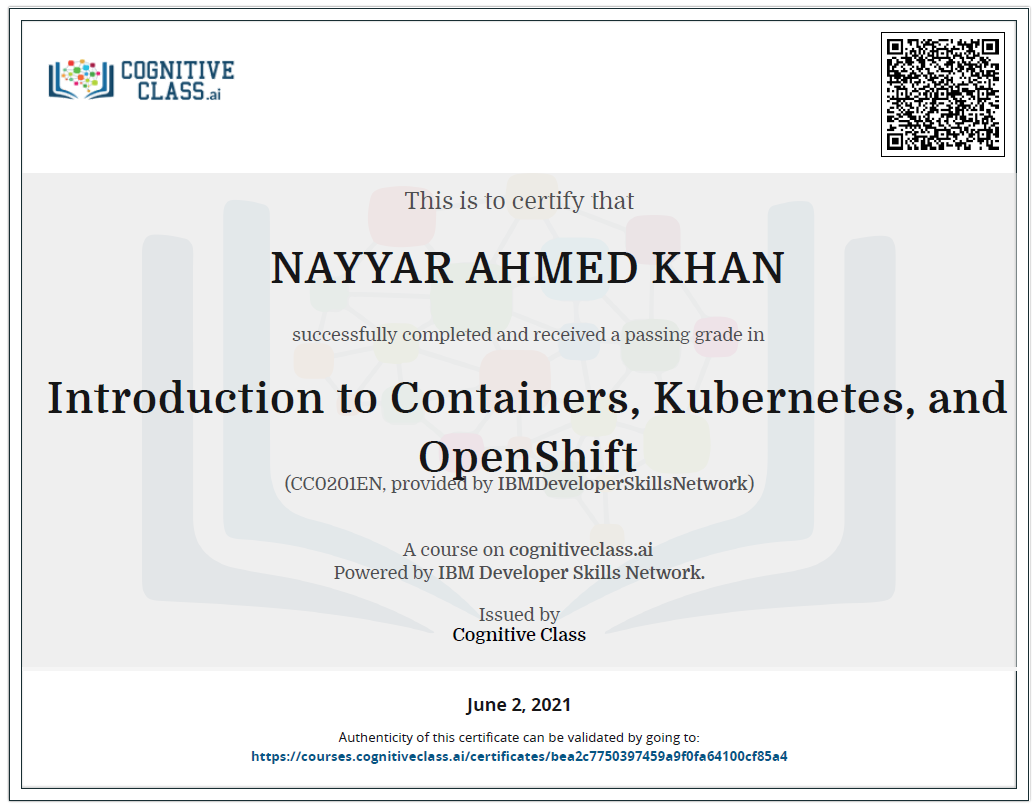 COGNITIVE
CLASS.ai
This is to certify that
NAYYAR AHMED KHAN
successfully completed and received a passing grade in
Introduction to Containers, Kubernetes, and
OpenShift
(CC0201EN, provided by IBMDeveloperSkillsNetwork)
A course on cognitiveclass.ai
Powered by IBM Developer Skills Network.
Issued by
Cognitive Class
June 2, 2021
Authenticity of this certificate can be validated by going to:
https://courses.cognitiveclass.ai/certificates/bea2c7750397459a9f0fa64100cf85a4